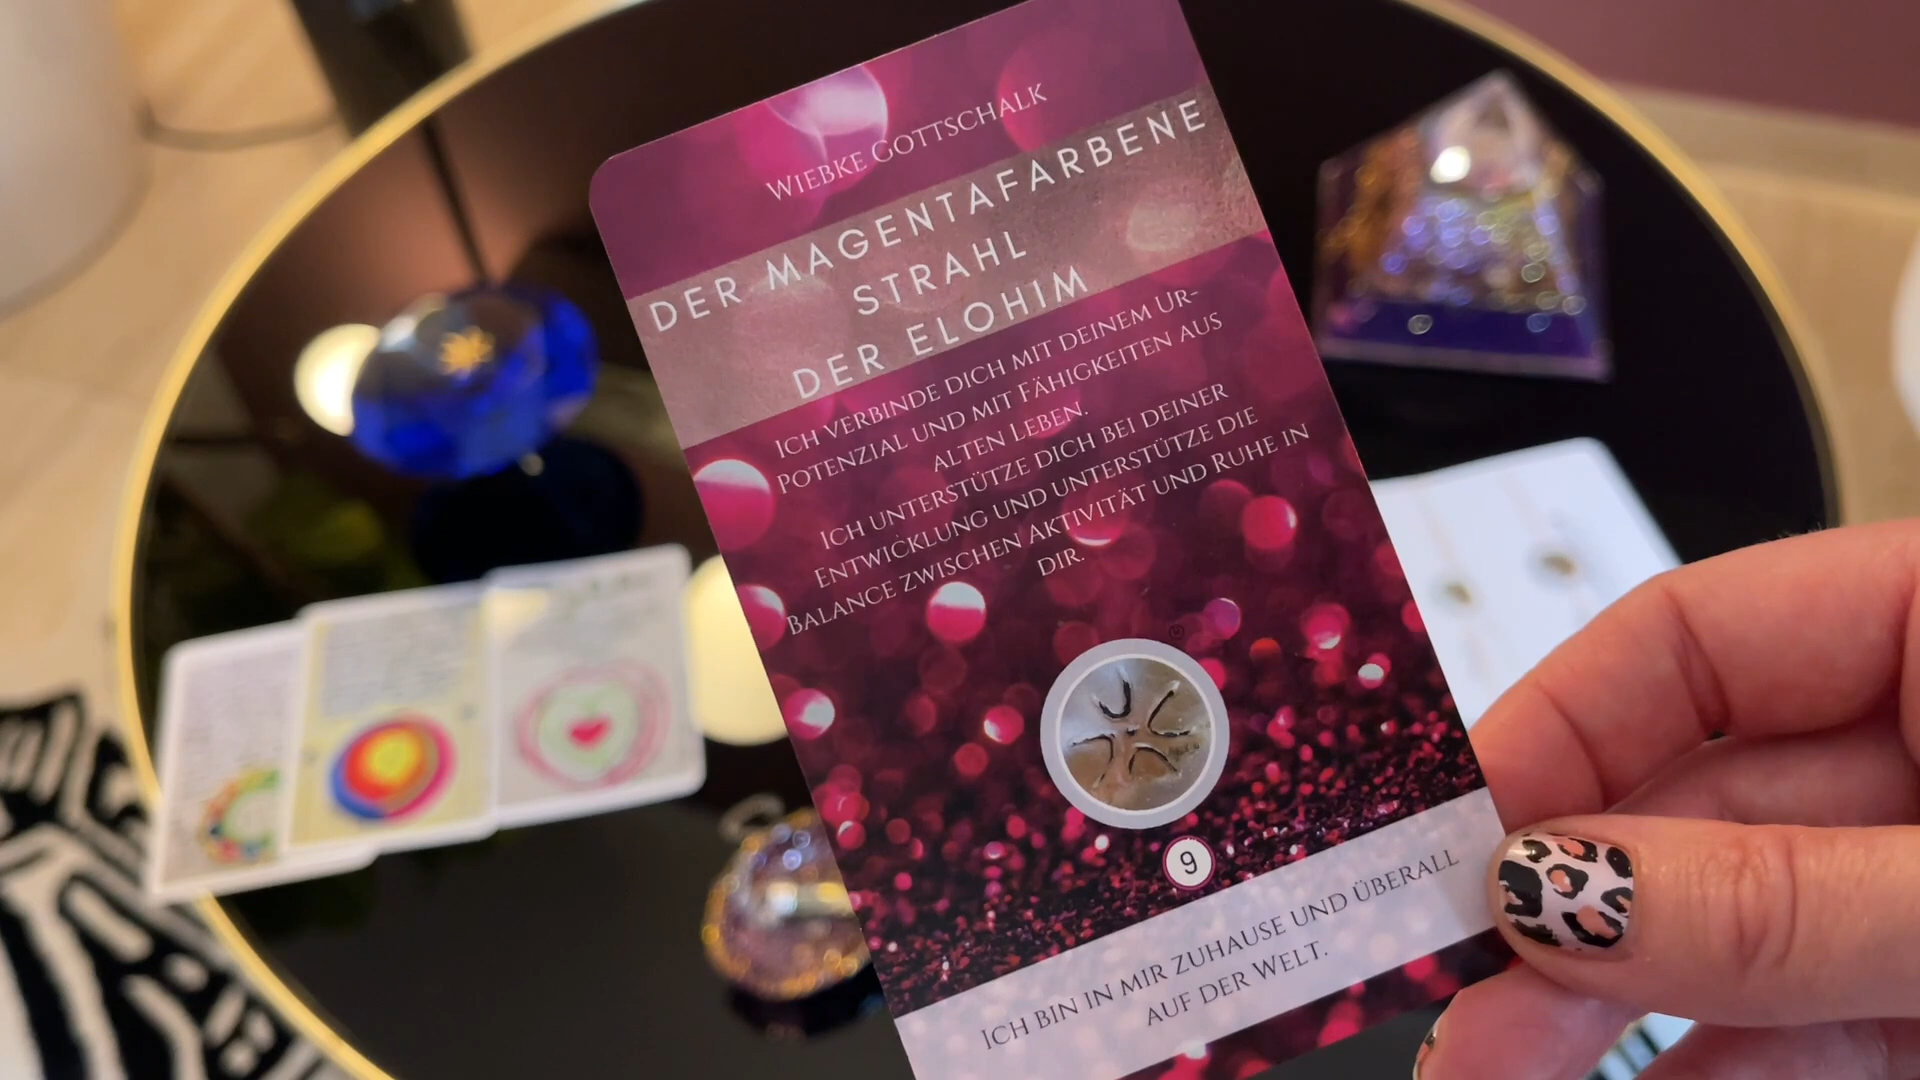 WIEBKE GOTTSCHALK
DER MAGENTAFARBENE
STRAHL
DER ELOHIM
ICH VERBINDE DICH MIT DEINEM UR-
POTENZIAL UND MIT FÄHIGKEITEN AUS
ALTEN LEBEN.
ICH UNTERSTÜTZE DICH BEI DEINER
ENTWICKLUNG UND UNTERSTÜTZE DIE
BALANCE ZWISCHEN AKTIVITÄT UND RUHE IN
DIR.
9
ICH BIN IN MIR ZUHAUSE UND ÜBERALL
AUF DER WELT.